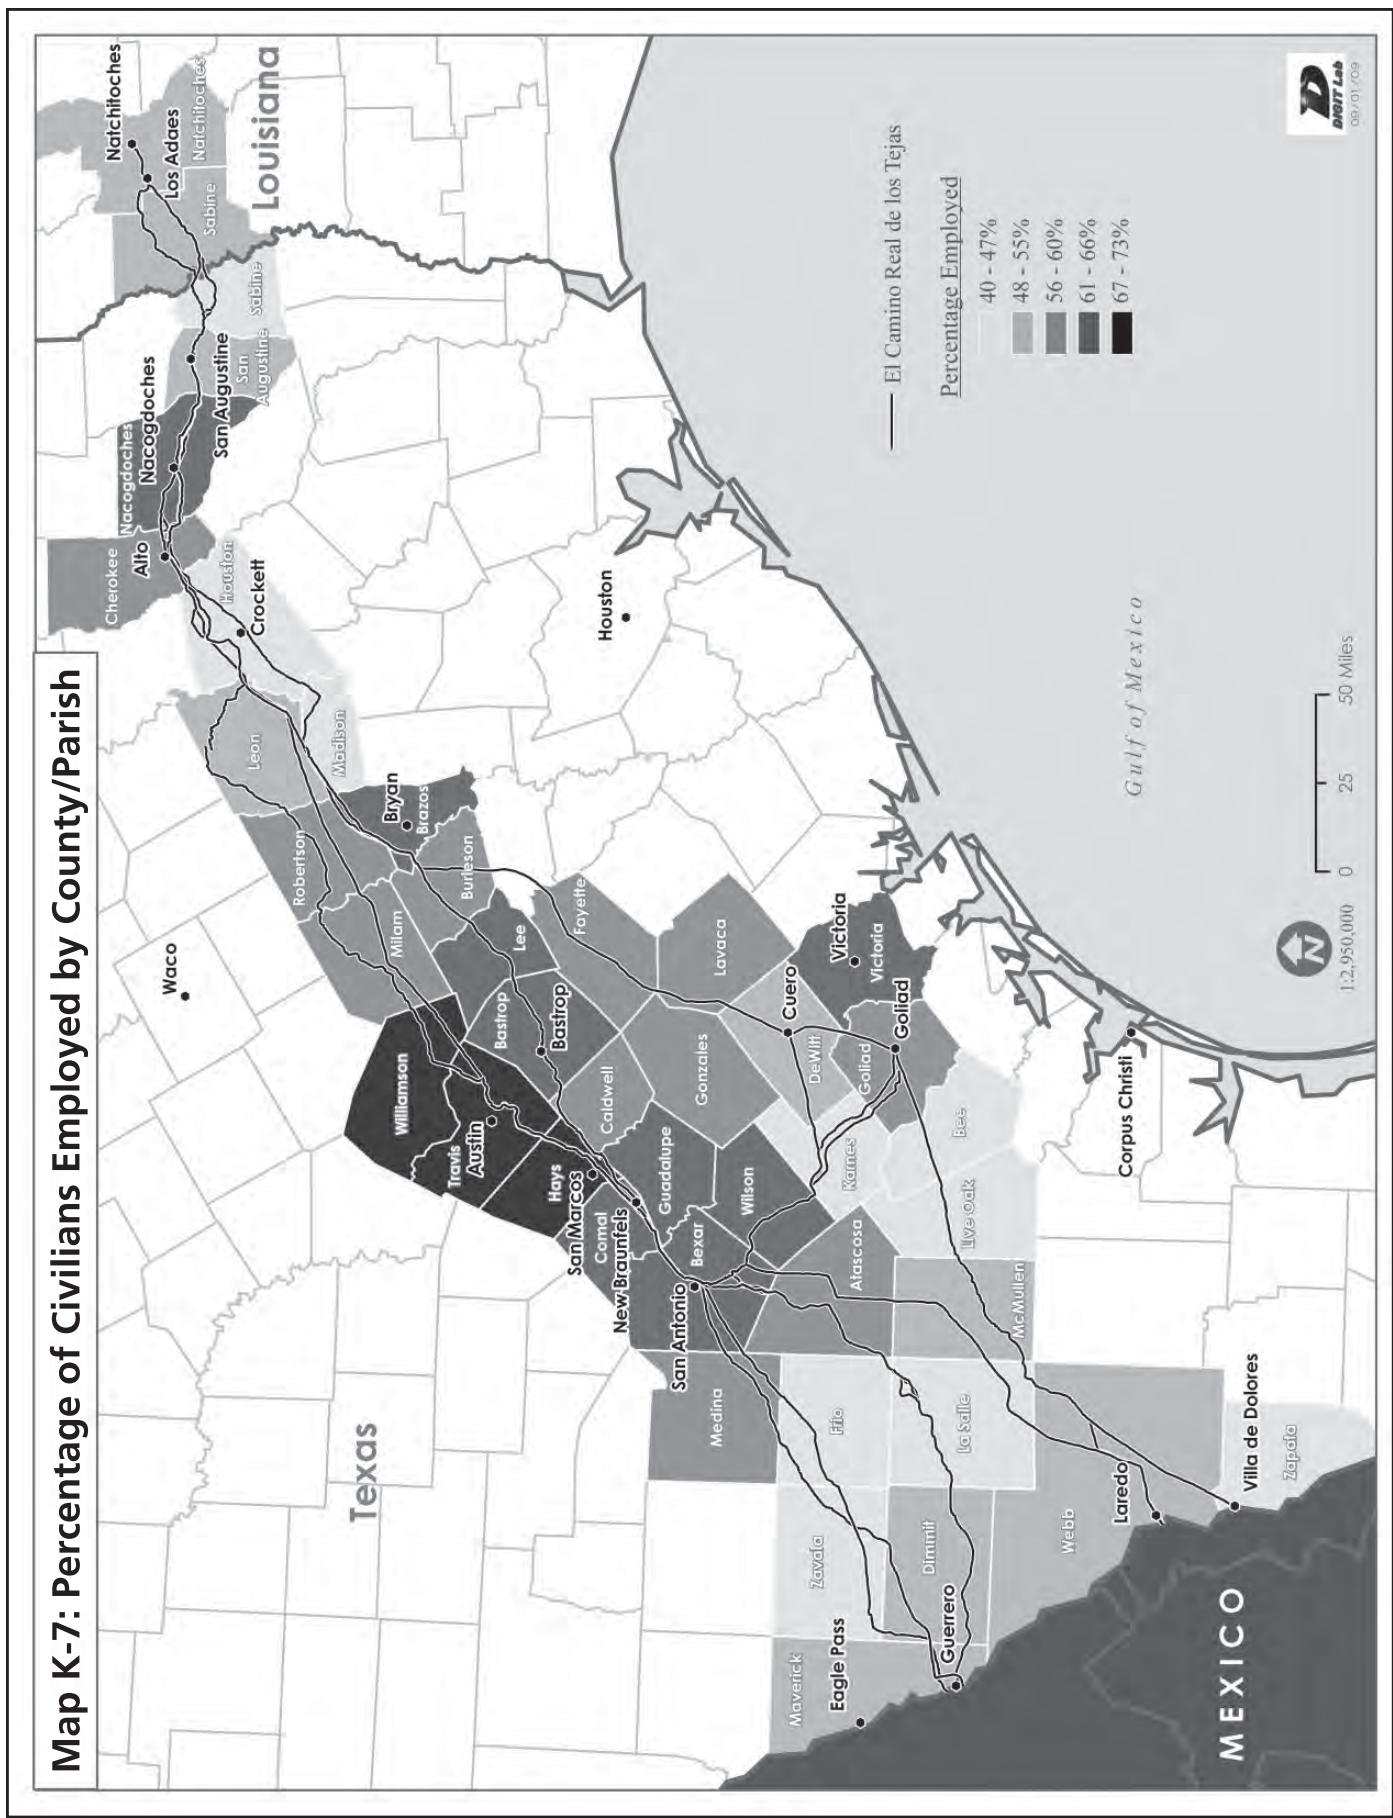 Map K-7: Percentage of Civilians Employed by County/Parish
Natchitoches
Natchitoches
Los Adaes
Sabine
Louisiana
Sabine
San
Augustine
San Augustine
Nacogdoches
Nacogdoches
Cherokee
Alto
Houston
Crockett
Houston
Leon
Madison
Bryan
Brazos
Robertson
Burleson
Milam
Waco
Lee
Fayette
Lavaca
Victoria
Victoria
Williamson
Travis
Austin
Bastrop
Bastrop
Caldwell
Gonzales
Cuero
DeWitt
Goliad
Goliad
Hays
San Marcos
Comal
New Braunfels
Guadalupe
Wilson
Karnes
Bee
Live Oak
Corpus Christi
Bexar
San Antonio
Atascosa
McMullen
Texas
Medina
Frio
La Salle
Zavala
Dimmit
Webb
Laredo
Villa de Dolores
Zapata
Maverick
Eagle Pass
Guerrero
MEXICO
Gulf of Mexico
El Camino Real de los Tejas
Percentage Employed
40 - 47%
48 - 55%
56 - 60%
61 - 66%
67 - 73%
N
1:2,950,000
0 25 50 Miles
D
DIGIT Lab
09/01/09